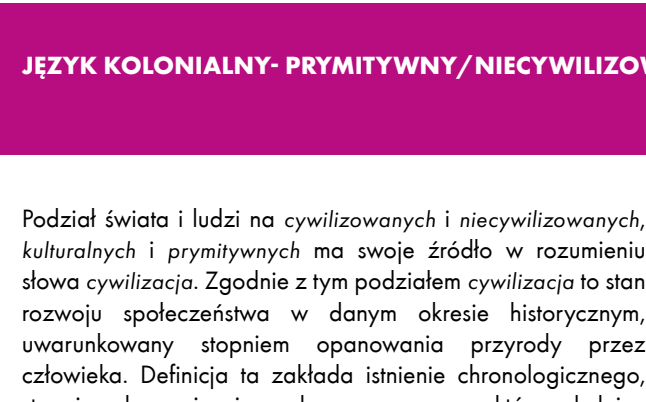 JĘZYK KOLONIALNY- PRYMITYWNY/
Podział świata i ludzi na cywilizowanych i niecywilizowanych,
kulturalnych i prymitywnych ma swoje źródło w rozumieniu
słowa cywilizacja. Zgodnie z tym podziałem cywilizacja to stan
rozwoju społeczeństwa w danym okresie historycznym,
uwarunkowany stopniem opanowania przyrody przez
człowieka. Definicja ta zakłada istnienie chronologicznego,